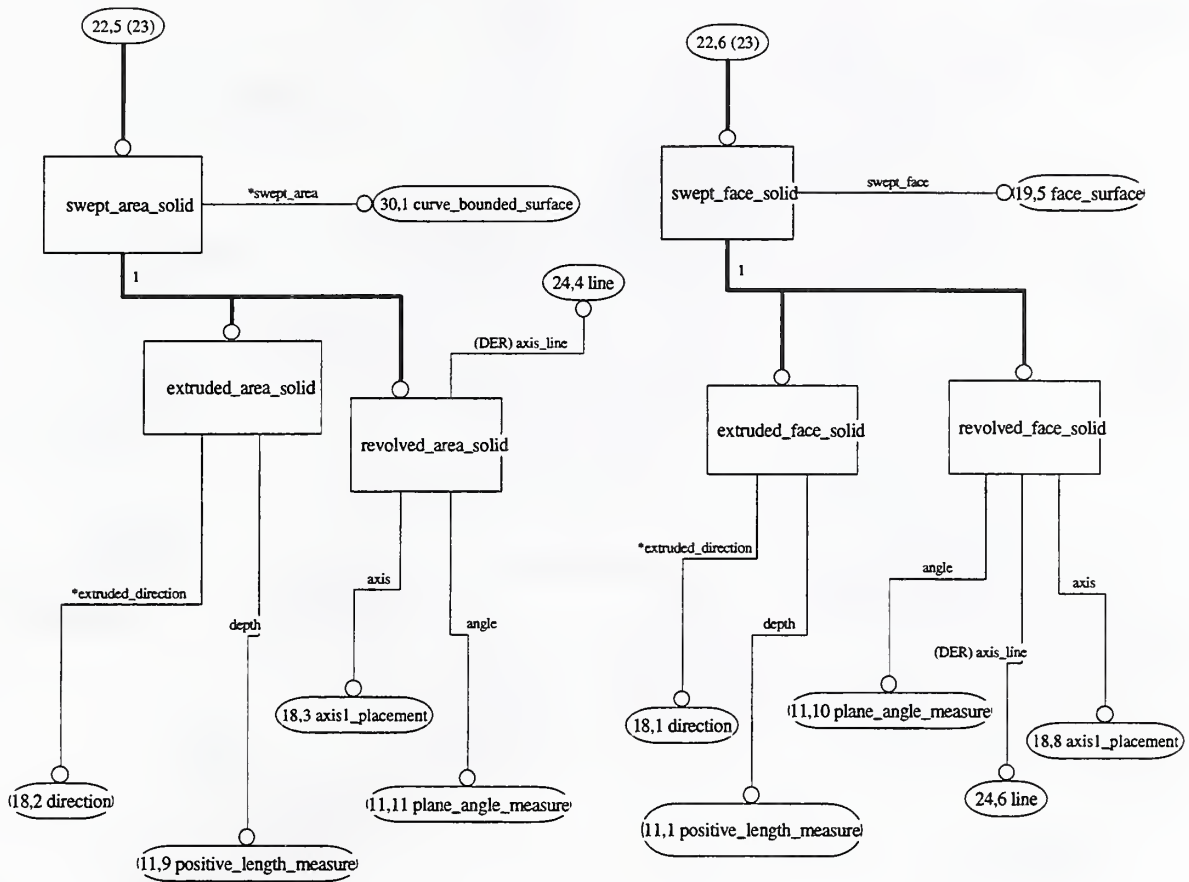 22,5 (23)
swept_area_solid
*swept_area
30,1 curve_bounded_surface
1
24,4 line
(DER) axis_line
extruded_area_solid
revolved_area_solid
*extruded_direction
depth
axis
angle
18,3 axis1_placement
18,2 direction
11,11 plane_angle_measure
11,9 positive_length_measure
22,6 (23)
swept_face_solid
swept_face
19,5 face_surface
1
extruded_face_solid
revolved_face_solid
*extruded_direction
depth
angle
axis
(DER) axis_line
18,1 direction
11,10 plane_angle_measure
18,8 axis1_placement
24,6 line
11,1 positive_length_measure